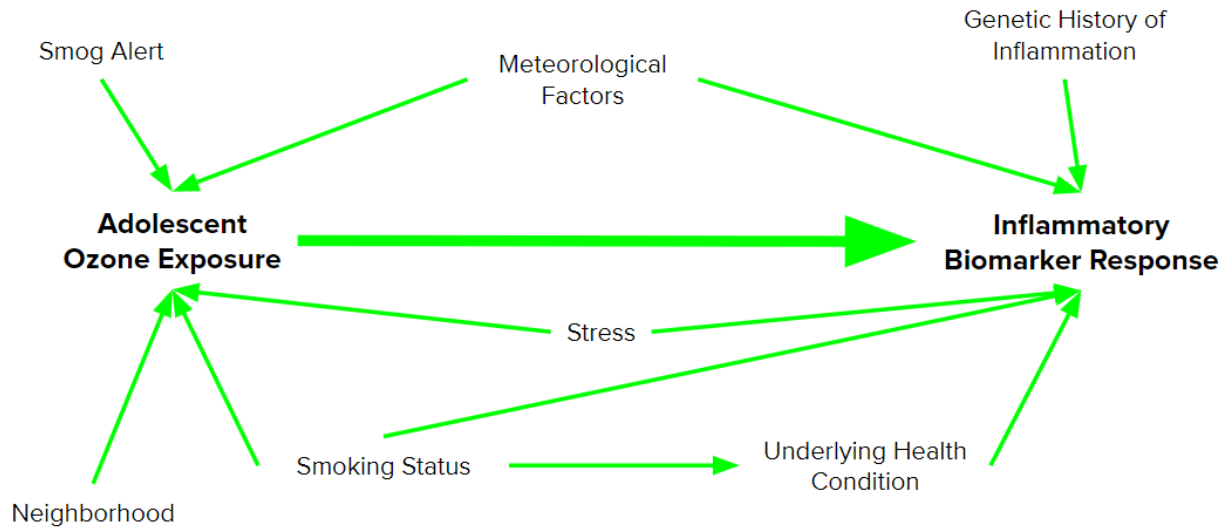 Smog Alert
Meteorological
Factors
Genetic History of
Inflammation
Adolescent
Ozone Exposure
Inflammatory
Biomarker Response
Stress
Smoking Status
Underlying Health
Condition
Neighborhood